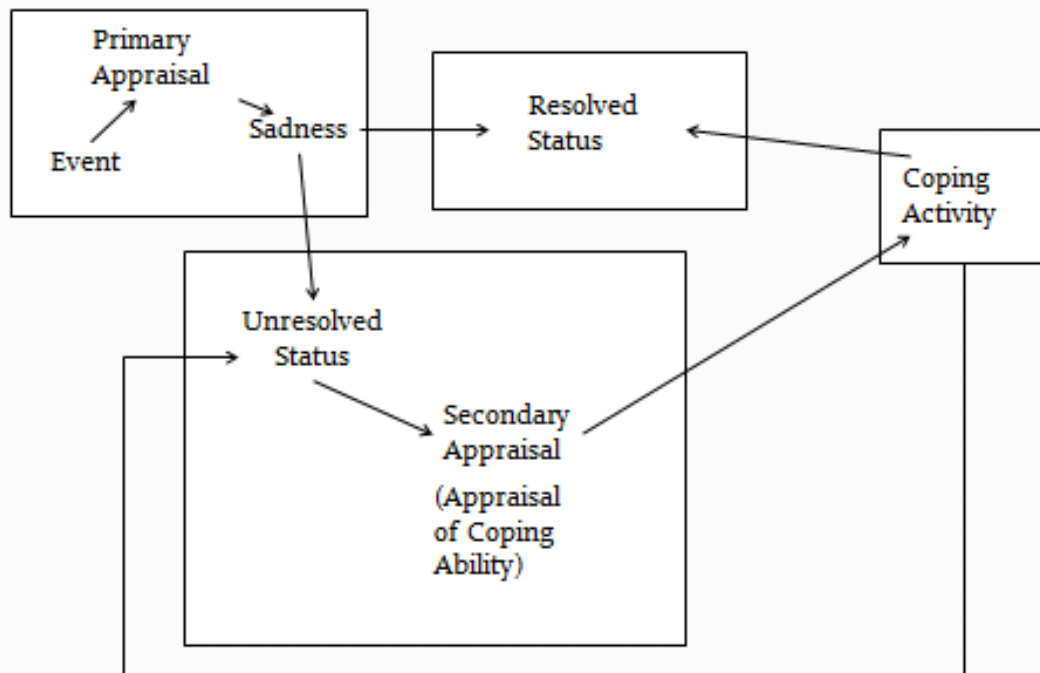 Primary
Appraisal
Sadness
Event
Resolved
Status
Coping
Activity
Unresolved
Status
Secondary
Appraisal
(Appraisal
of Coping
Ability)